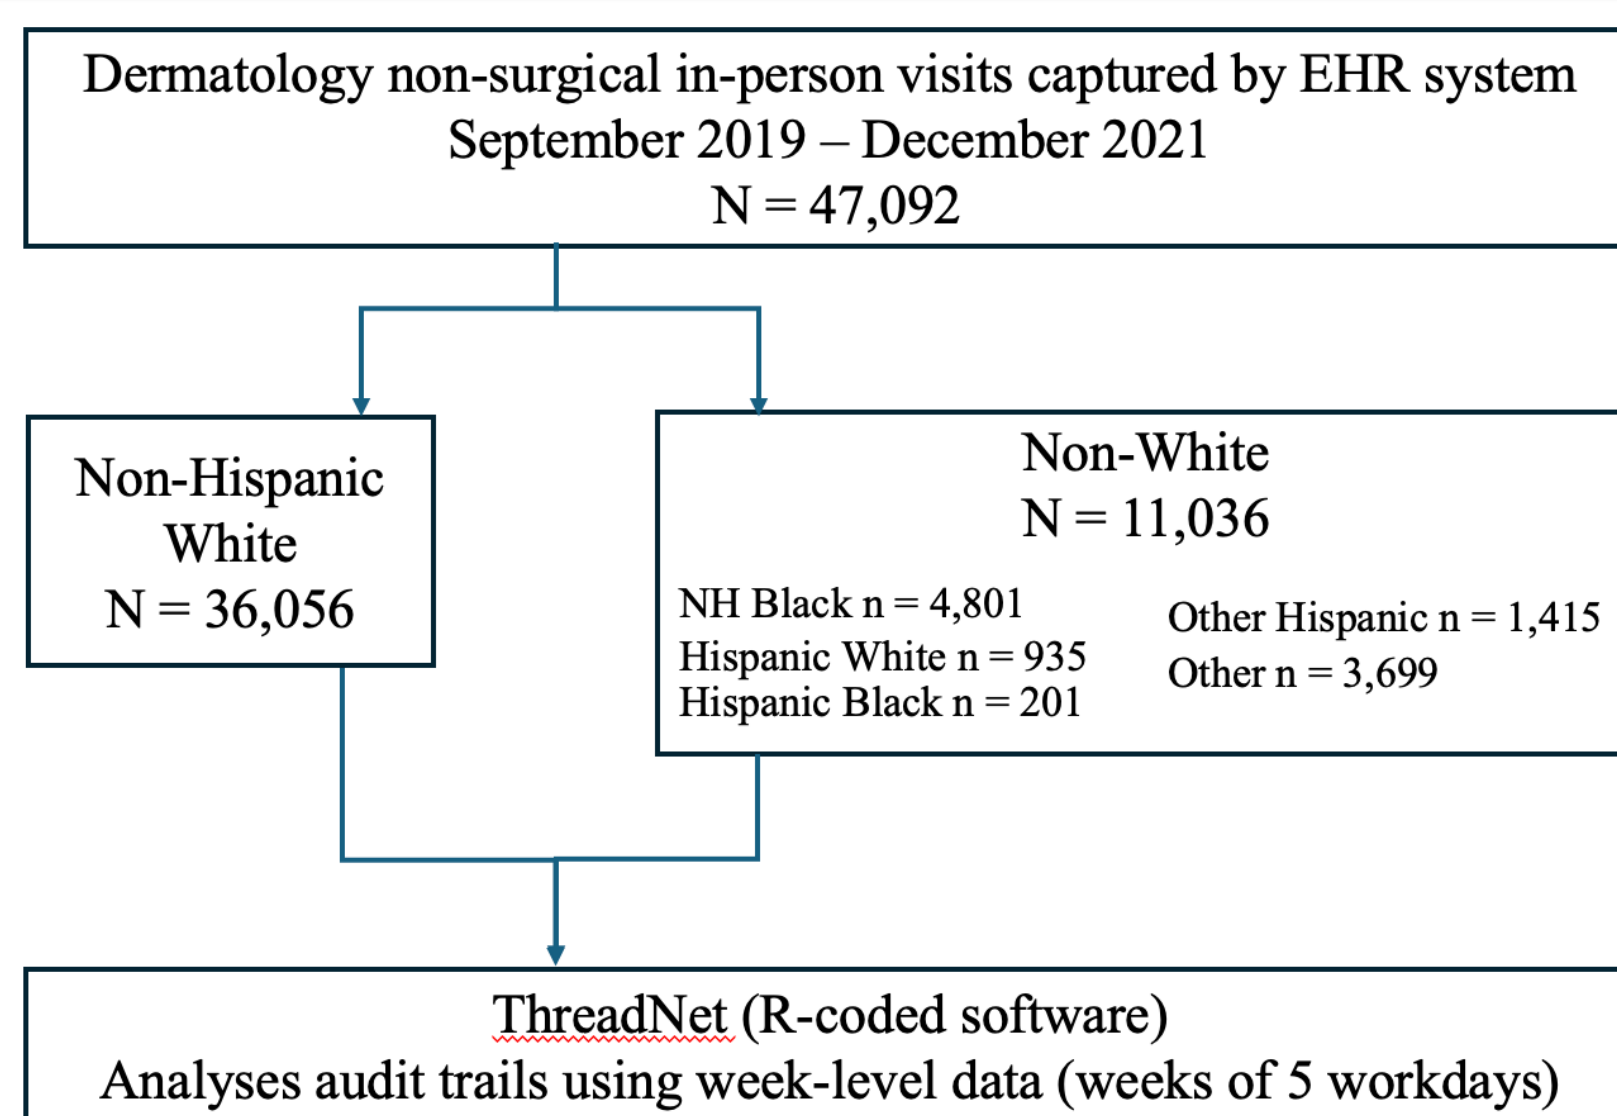 Dermatology non-surgical in-person visits captured by EHR system
September 2019 – December 2021
N = 47,092
Non-Hispanic
White
N = 36,056
Non-White
N = 11,036
NH Black n = 4,801
Hispanic White n = 935
Hispanic Black n = 201
Other Hispanic n = 1,415
Other n = 3,699
ThreadNet (R-coded software)
Analyses audit trails using week-level data (weeks of 5 workdays)